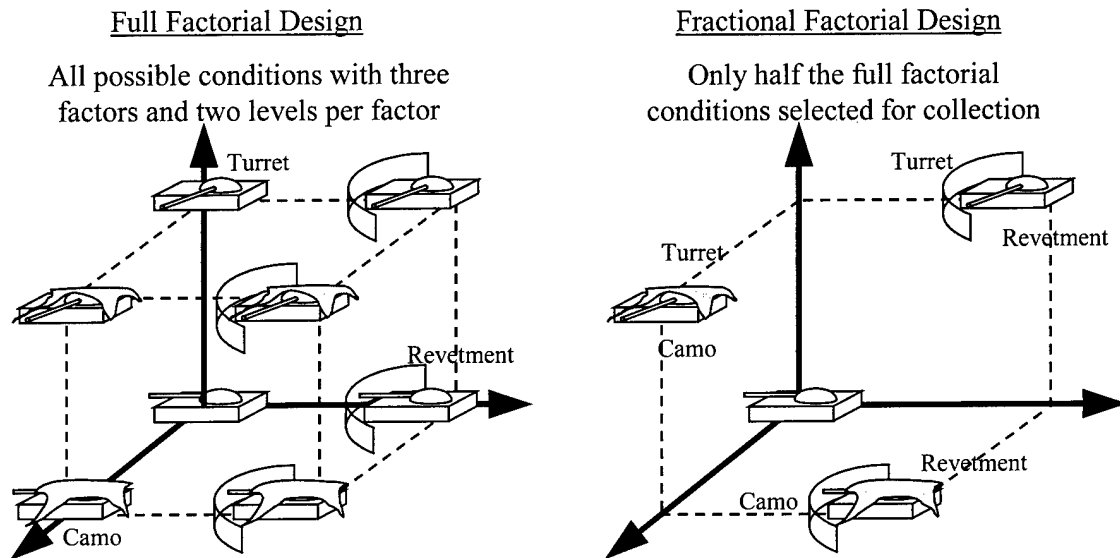 Full Factorial Design
All possible conditions with three
factors and two levels per factor
Turret
Revetment
Camo
Fractional Factorial Design
Only half the full factorial
conditions selected for collection
Turret
Revetment
Turret
Camo
Revetment
Camo